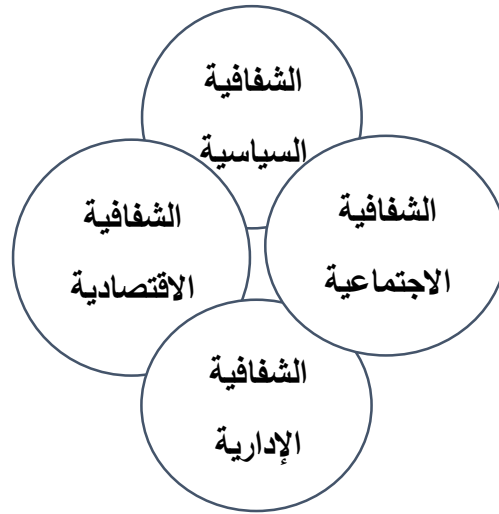 الشفافية
السياسية
الشفافية
الاجتماعية
الشفافية
الاقتصادية
الشفافية
الإدارية